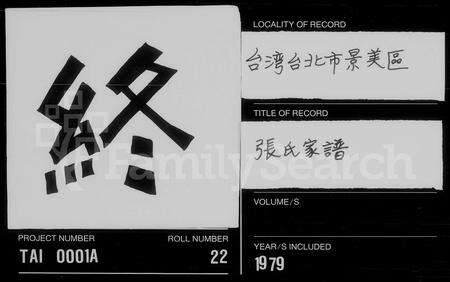 終
LOCALITY OF RECORD
台湾台北市景美區
TITLE OF RECORD
張氏家譜
VOLUME/S
PROJECT NUMBER
TAI 0001A
ROLL NUMBER
22
YEAR/S INCLUDED
1979
FamilySearch